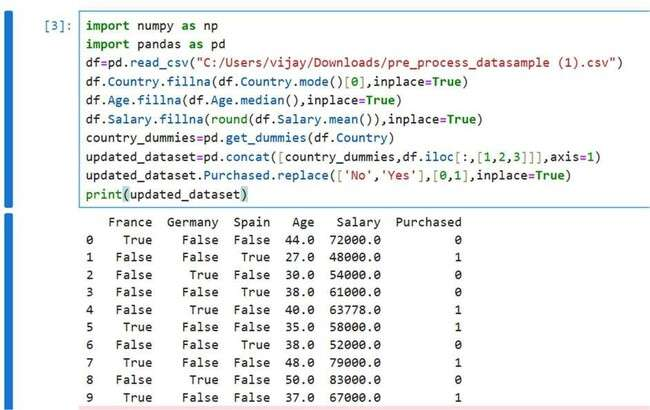 [3]: import numpy as np
import pandas as pd
df=pd.read_csv("C:/Users/vijay/Downloads/pre_process_datasample (1).csv")
df.Country.fillna(df.Country.mode()[0],inplace=True)
df.Age.fillna(df.Age.median(),inplace=True)
df.Salary.fillna(round(df.Salary.mean()),inplace=True)
country_dummies=pd.get_dummies(df.Country)
updated_dataset=pd.concat([country_dummies,df.iloc[:,[1,2,3]]],axis=1)
updated_dataset.Purchased.replace(['No','Yes'],[0,1],inplace=True)
print(updated_dataset)
France Germany Spain Age Salary Purchased
0 True False False 44.0 72000.0 0
1 False False True 27.0 48000.0 1
2 False True False 30.0 54000.0 0
3 False False True 38.0 61000.0 0
4 False True False 40.0 63778.0 1
5 True False False 35.0 58000.0 1
6 False False True 38.0 52000.0 0
7 True False False 48.0 79000.0 1
8 False True False 50.0 83000.0 0
9 True False False 37.0 67000.0 1